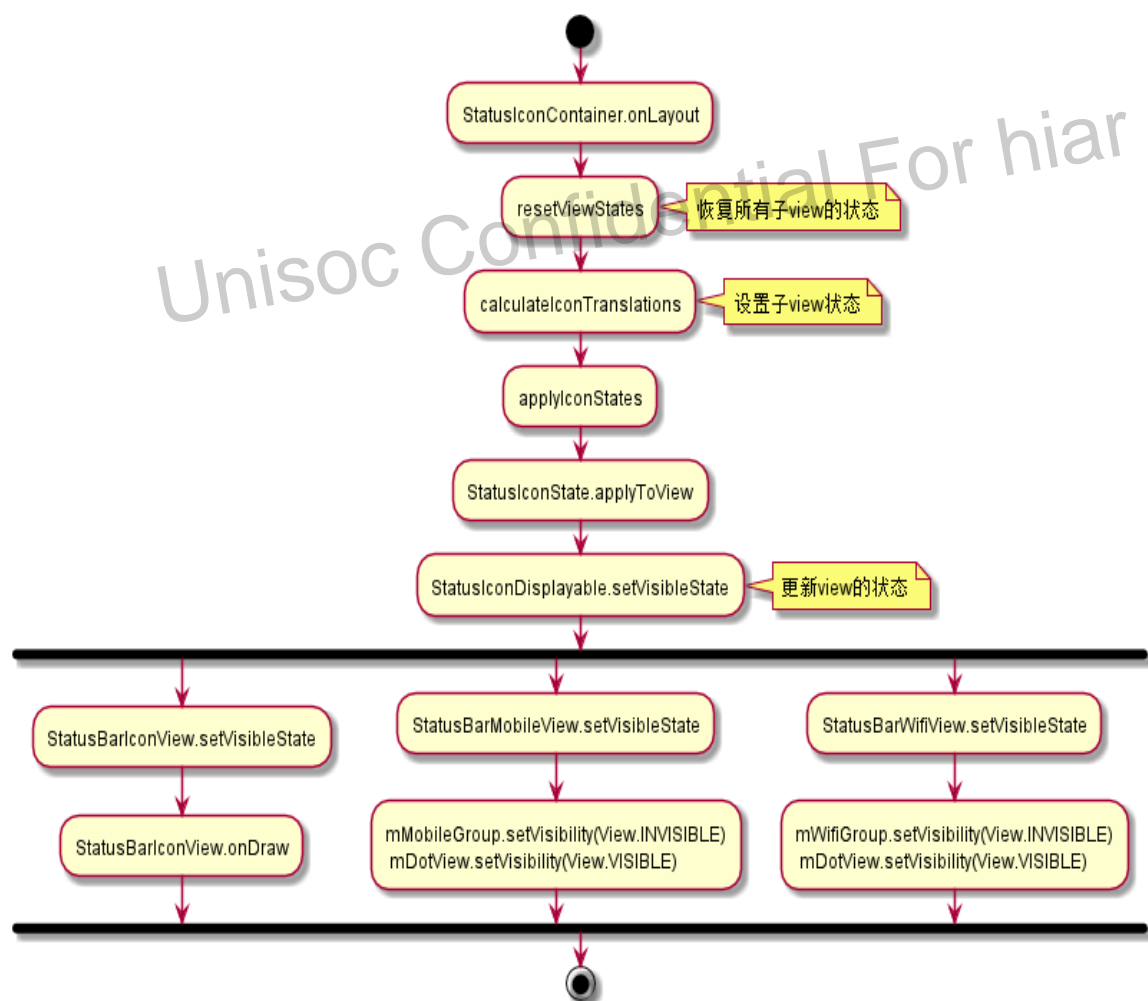 StatusIconContainer.onLayout
Unisoc Confidential For hiar
resetViewStates
恢复所有子view的状态
calculateIconTranslations
设置子view状态
applyIconStates
StatusIconState.applyToView
StatusIconDisplayable.setVisibleState
更新view的状态
StatusBarIconView.setVisibleState
StatusBarIconView.onDraw
StatusBarMobileView.setVisibleState
mMobileGroup.setVisibility(View.INVISIBLE)
mDotView.setVisibility(View.VISIBLE)
StatusBarWifiView.setVisibleState
mWifiGroup.setVisibility(View.INVISIBLE)
mDotView.setVisibility(View.VISIBLE)